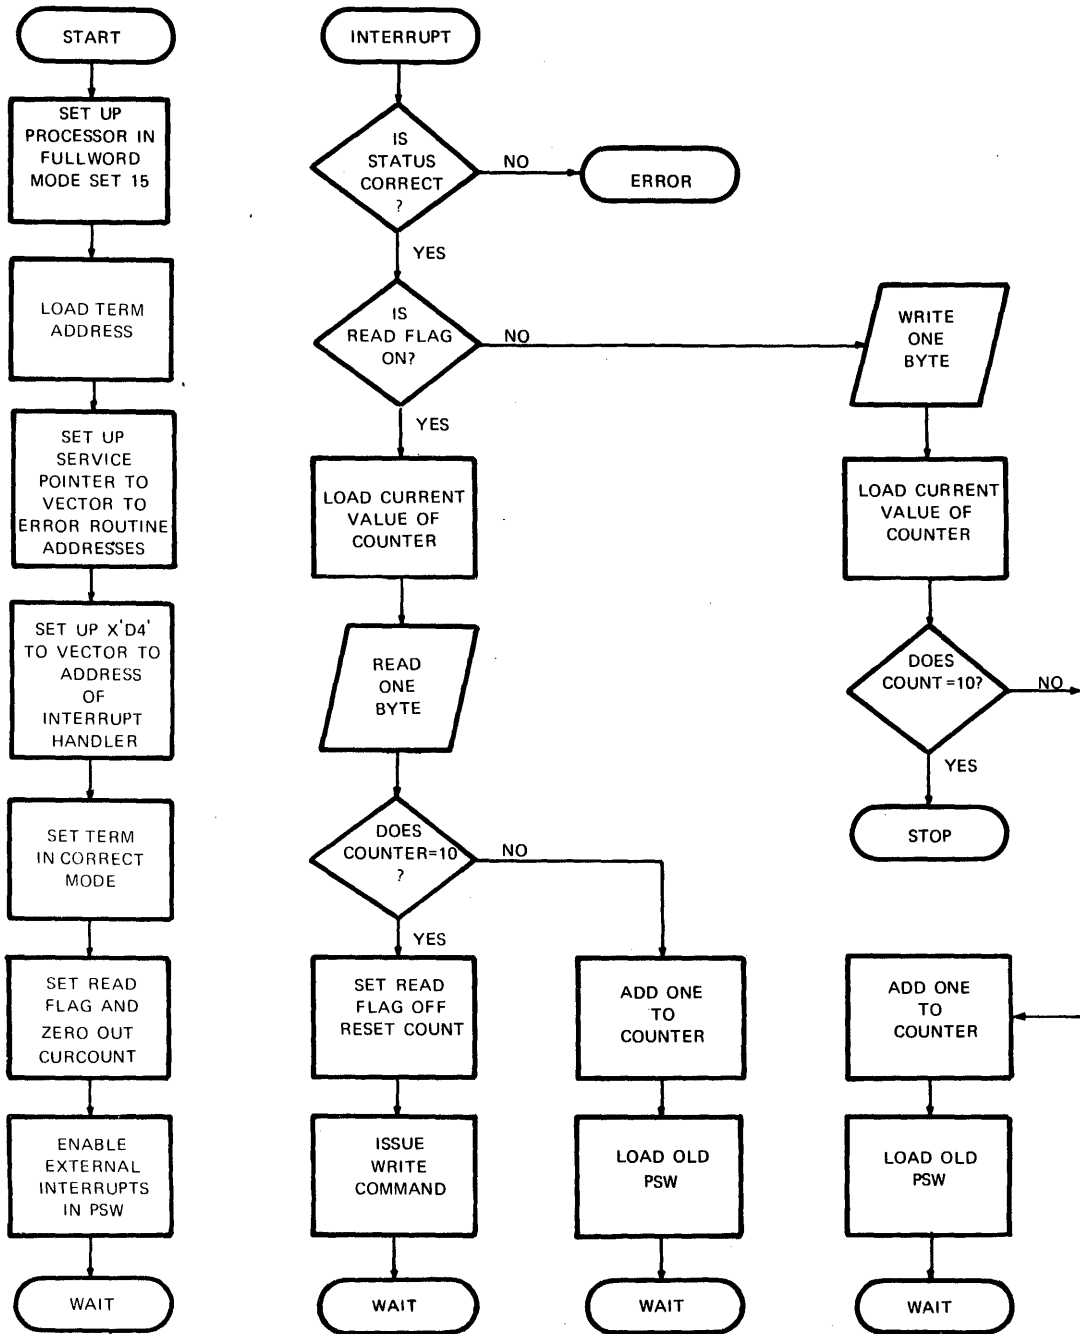 START
SET UP
PROCESSOR IN
FULLWORD
MODE SET 15
LOAD TERM
ADDRESS
SET UP
SERVICE
POINTER TO
VECTOR TO
ERROR ROUTINE
ADDRESSES
SET UP X'D4'
TO VECTOR TO
ADDRESS
OF
INTERRUPT
HANDLER
SET TERM
IN CORRECT
MODE
SET READ
FLAG AND
ZERO OUT
CURCOUNT
ENABLE
EXTERNAL
INTERRUPTS
IN PSW
WAIT
INTERRUPT
IS
STATUS
CORRECT
?
NO
ERROR
YES
IS
READ FLAG
ON?
NO
YES
LOAD CURRENT
VALUE OF
COUNTER
READ
ONE
BYTE
DOES
COUNTER=10
?
NO
YES
SET READ
FLAG OFF
RESET COUNT
ISSUE
WRITE
COMMAND
WAIT
ADD ONE
TO
COUNTER
LOAD OLD
PSW
WAIT
WRITE
ONE
BYTE
LOAD CURRENT
VALUE OF
COUNTER
DOES
COUNT=10?
NO
YES
STOP
ADD ONE
TO
COUNTER
LOAD OLD
PSW
WAIT